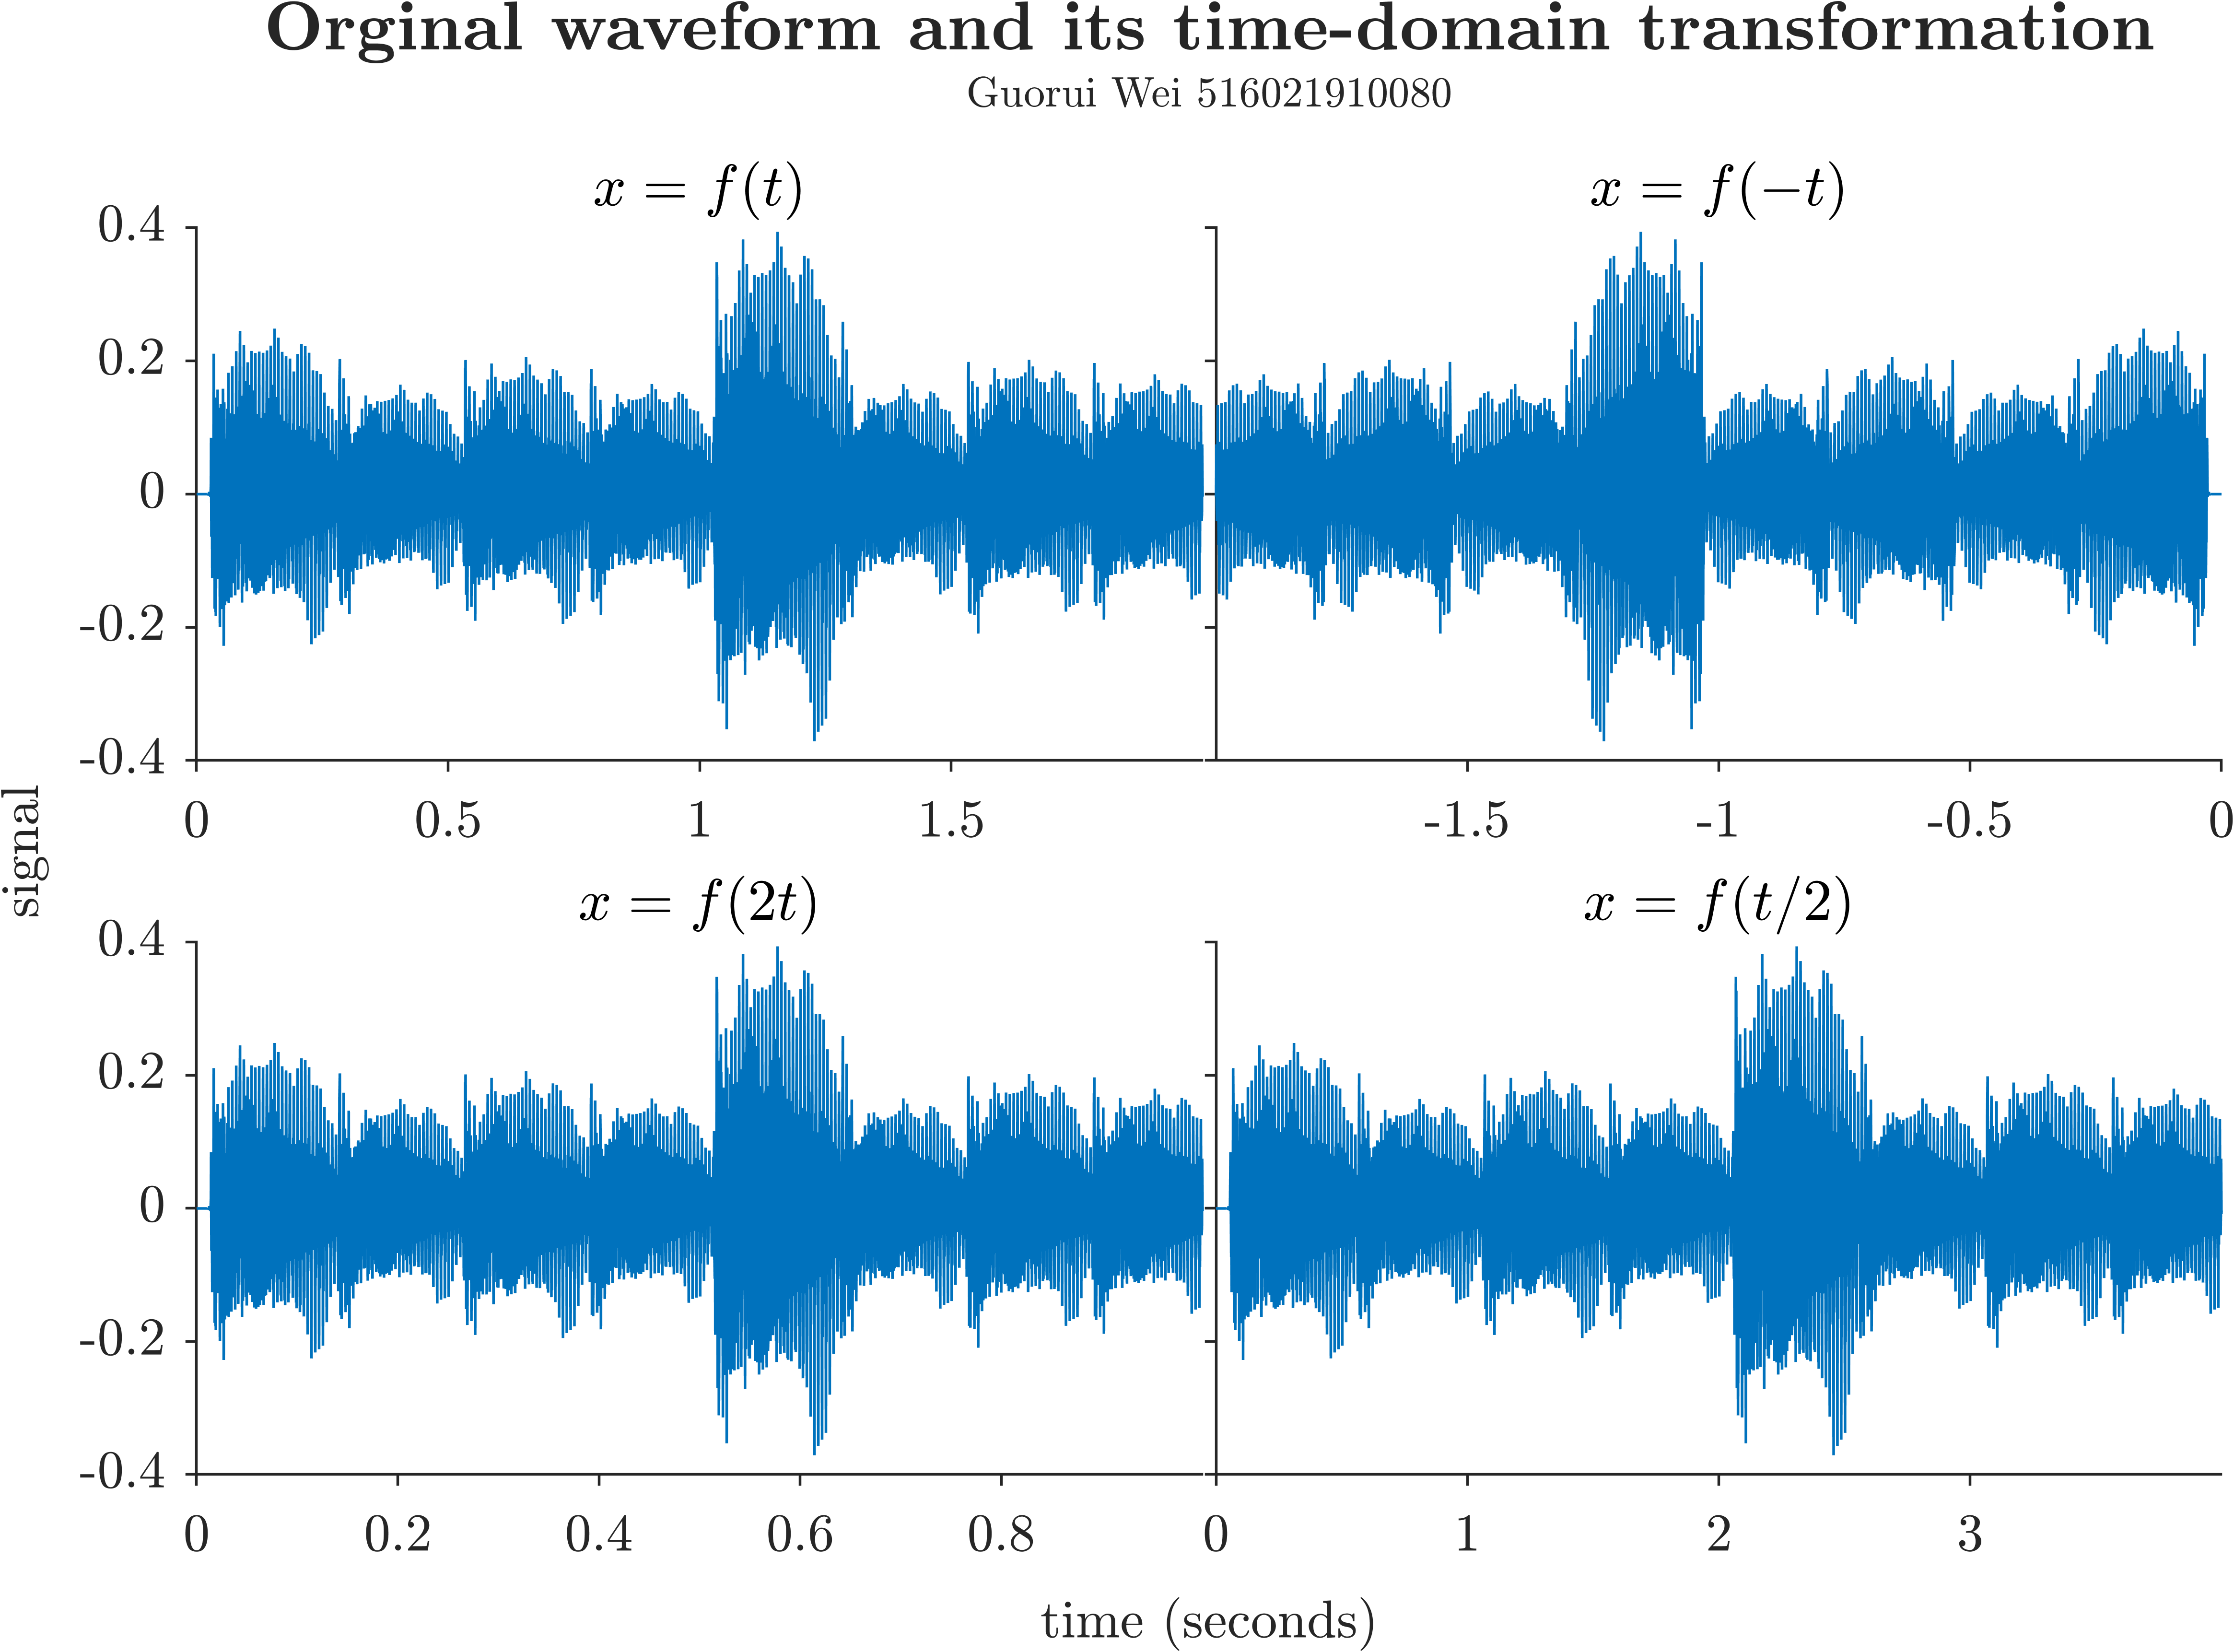 Orginal waveform and its time-domain transformation
Guorui Wei 516021910080
x = f(t)
x = f(−t)
0.4
0.2
0
-0.2
-0.4
0 0.5 1 1.5
-1.5 -1 -0.5 0
signal
x = f(2t)
x = f(t/2)
0.4
0.2
0
-0.2
-0.4
0 0.2 0.4 0.6 0.8
0 1 2 3
time (seconds)